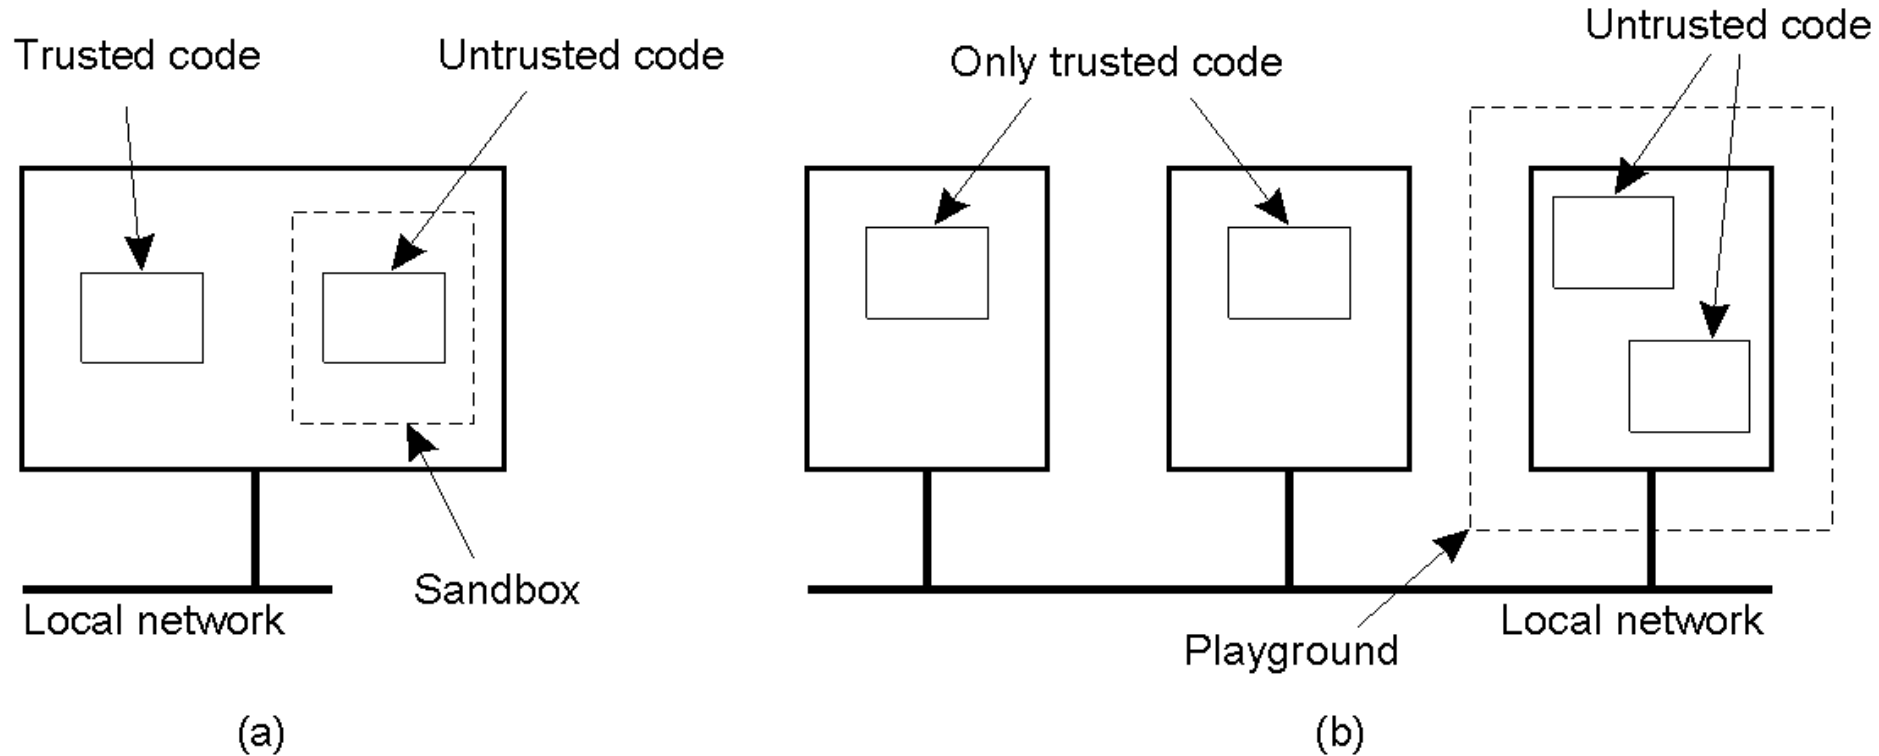 Trusted code
Untrusted code
Sandbox
Local network
(a)
Only trusted code
Untrusted code
Playground
Local network
(b)